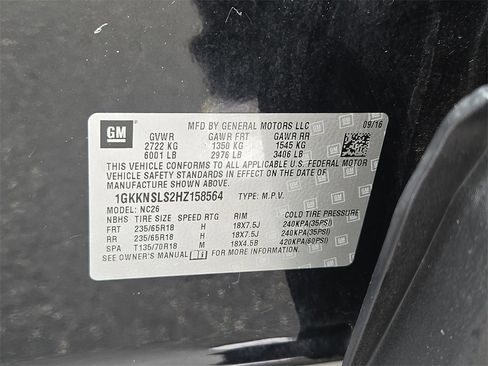 GM
MFD BY GENERAL MOTORS LLC 09/16
GVWR GAWR FRT GAWR RR
2722 KG 1350 KG 1545 KG
6001 LB 2976 LB 3406 LB
THIS VEHICLE CONFORMS TO ALL APPLICABLE U.S. FEDERAL MOTOR
VEHICLE SAFETY STANDARDS IN EFFECT ON THE DATE OF
MANUFACTURE SHOWN ABOVE.
1GKKNSLS2HZ158564 TYPE: M.P.V.
MODEL: NC26
NBHS TIRE SIZE SPEED RTG RIM COLD TIRE PRESSURE
FRT 235/65R18 H 18X7.5J 240KPA(35PSI)
RR 235/65R18 H 18X7.5J 240KPA(35PSI)
SPA T135/70R18 M 18X4.5B 420KPA(60PSI)
SEE OWNER'S MANUAL FOR MORE INFORMATION.